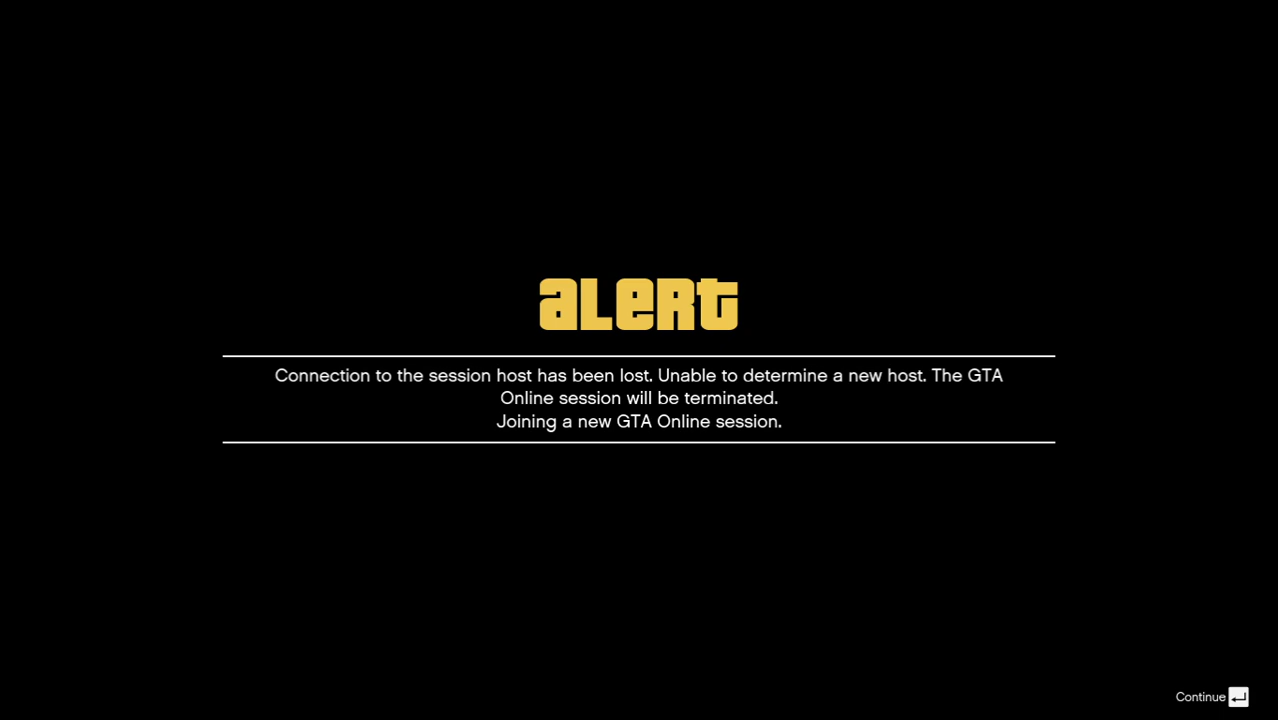 alert
Connection to the session host has been lost. Unable to determine a new host. The GTA
Online session will be terminated.
Joining a new GTA Online session.
Continue